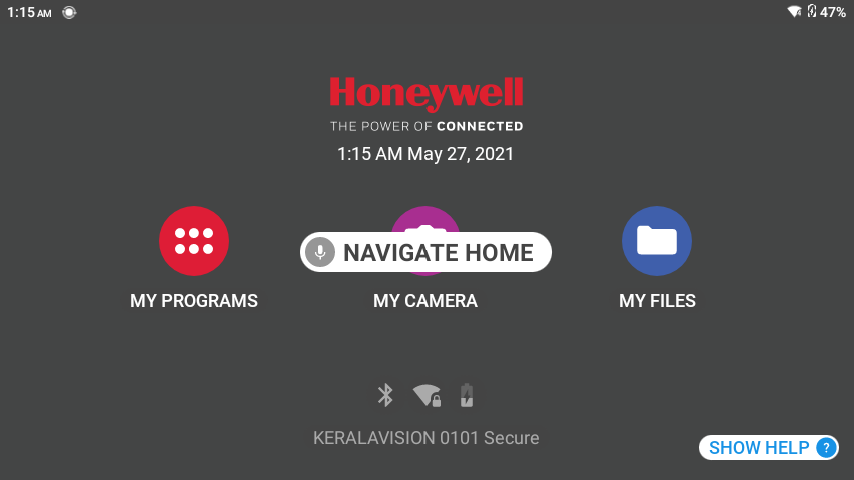 1:15 AM
47%
Honeywell
THE POWER OF CONNECTED
1:15 AM May 27, 2021
NAVIGATE HOME
MY PROGRAMS
MY CAMERA
MY FILES
KERALAVISION 0101 Secure
SHOW HELP ?